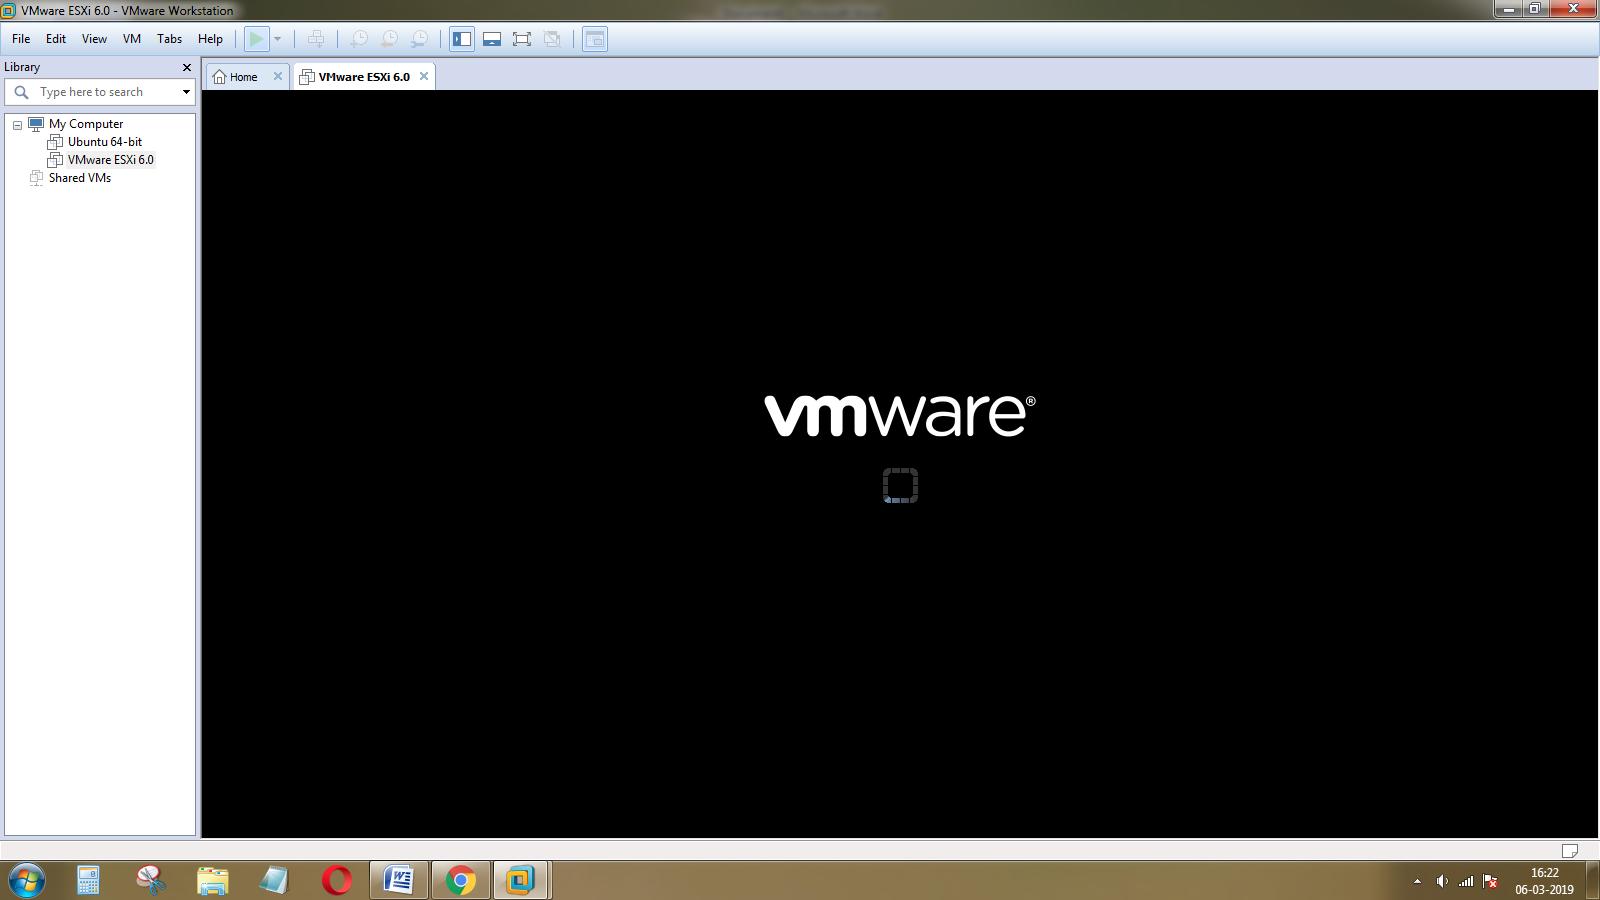 VMware ESXi 6.0 - VMware Workstation
File Edit View VM Tabs Help
Library
Home
VMware ESXi 6.0
Type here to search
My Computer
Ubuntu 64-bit
VMware ESXi 6.0
Shared VMs
vmware®
16:22
06-03-2019